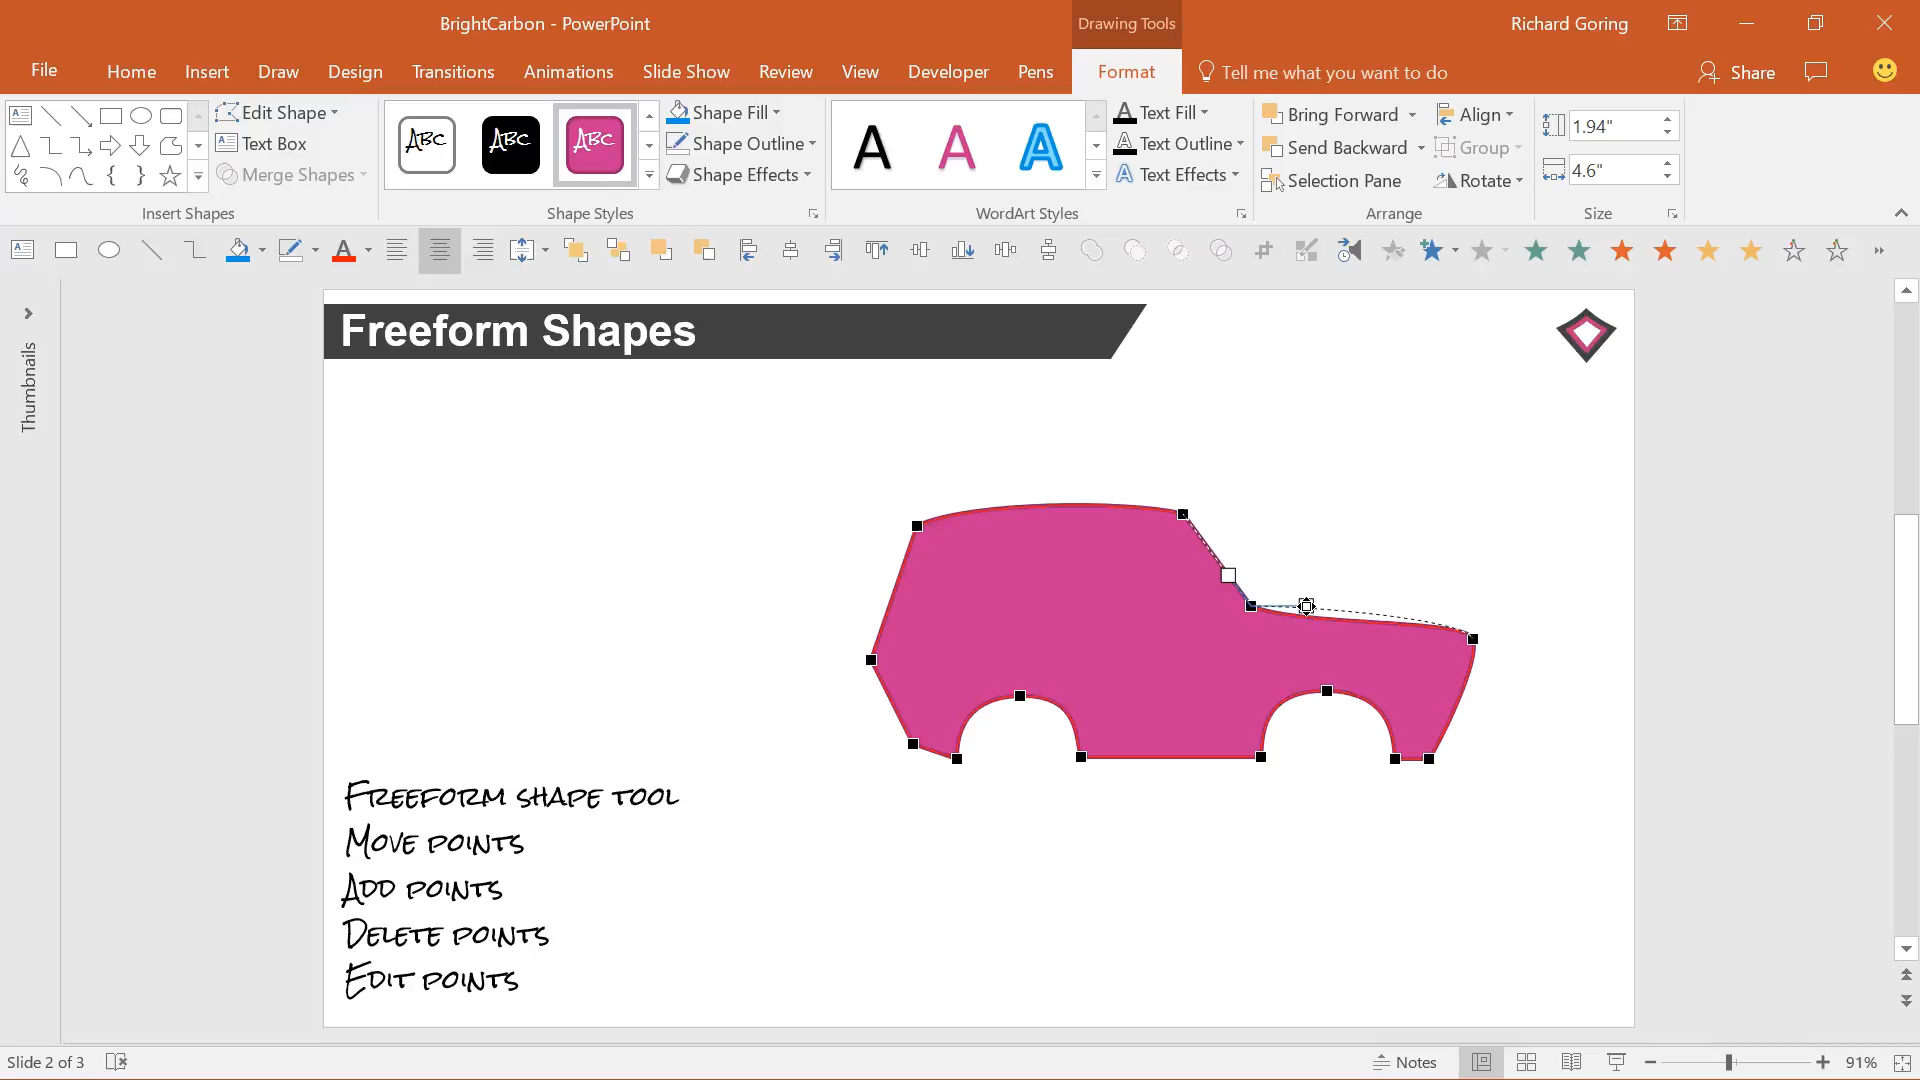 BrightCarbon - PowerPoint
Drawing Tools
Richard Goring
File Home Insert Draw Design Transitions Animations Slide Show Review View Developer Pens Format Tell me what you want to do Share
Edit Shape
Text Box
Merge Shapes
Insert Shapes
Abc Abc Abc
Shape Fill
Shape Outline
Shape Effects
Shape Styles
A A A
Text Fill
Text Outline
Text Effects
WordArt Styles
Bring Forward
Send Backward
Selection Pane
Align
Group
Rotate
Arrange
1.94"
4.6"
Size
Thumbnails
Freeform Shapes
Freeform shape tool
Move points
Add points
Delete points
Edit points
Slide 2 of 3
Notes
91%